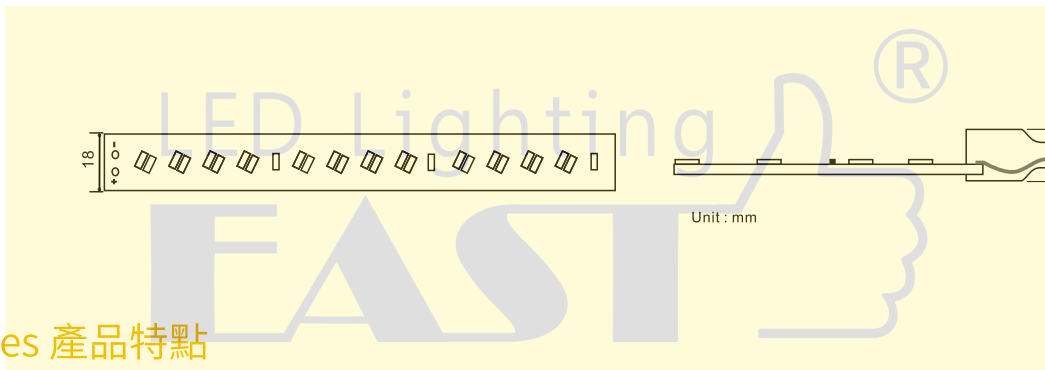 LED Lighting ®
18
- +
Unit : mm
EAST
es 產品特點